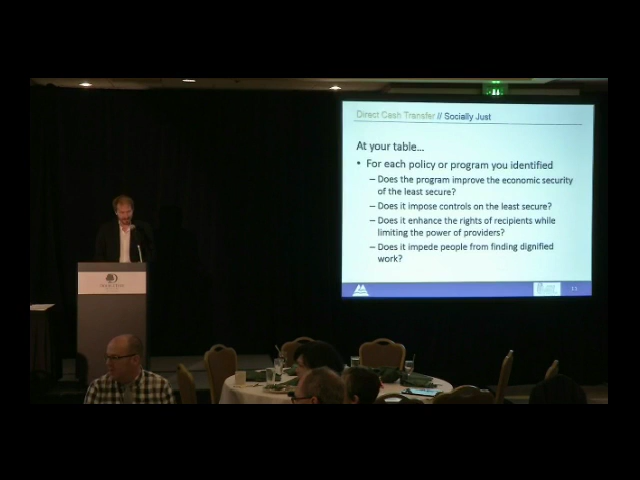 Direct Cash Transfer // Socially Just
At your table...
• For each policy or program you identified
– Does the program improve the economic security
of the least secure?
– Does it impose controls on the least secure?
– Does it enhance the rights of recipients while
limiting the power of providers?
– Does it impede people from finding dignified
work?